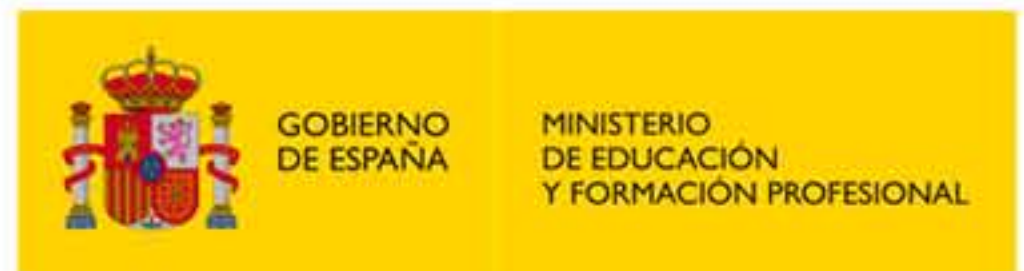 GOBIERNO
DE ESPAÑA
MINISTERIO
DE EDUCACIÓN
Y FORMACIÓN PROFESIONAL